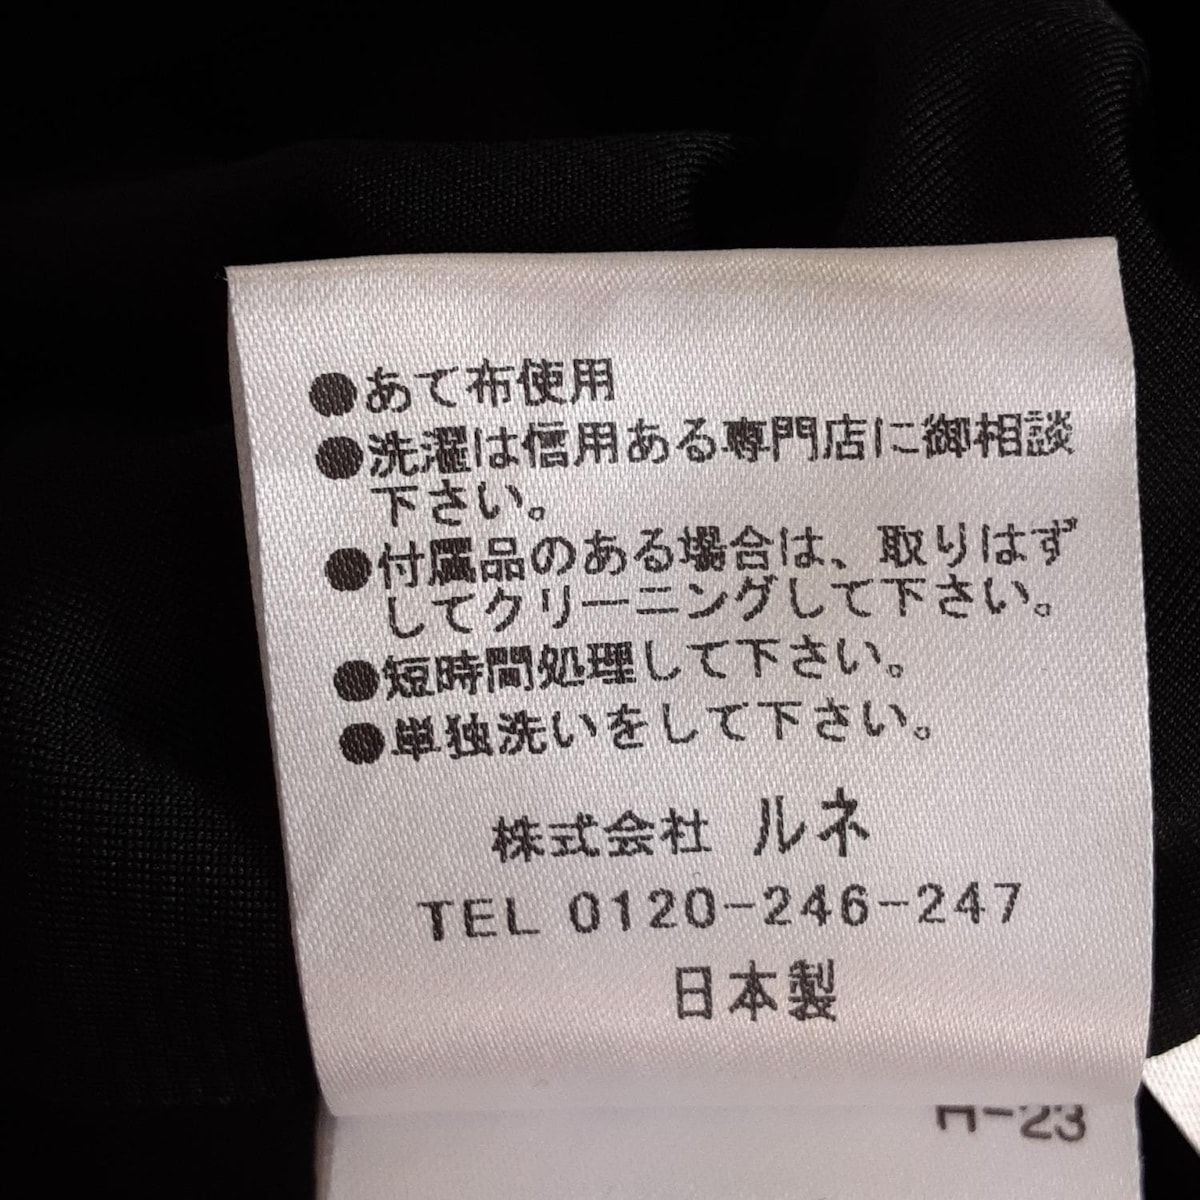 ●あて布使用
●洗濯は信用ある専門店に御相談
下さい。
●付属品のある場合は、取りはず
してクリーニングして下さい。
●短時間処理して下さい。
●単独洗いをして下さい。
株式会社 ルネ
TEL 0120-246-247
日本製
H-23